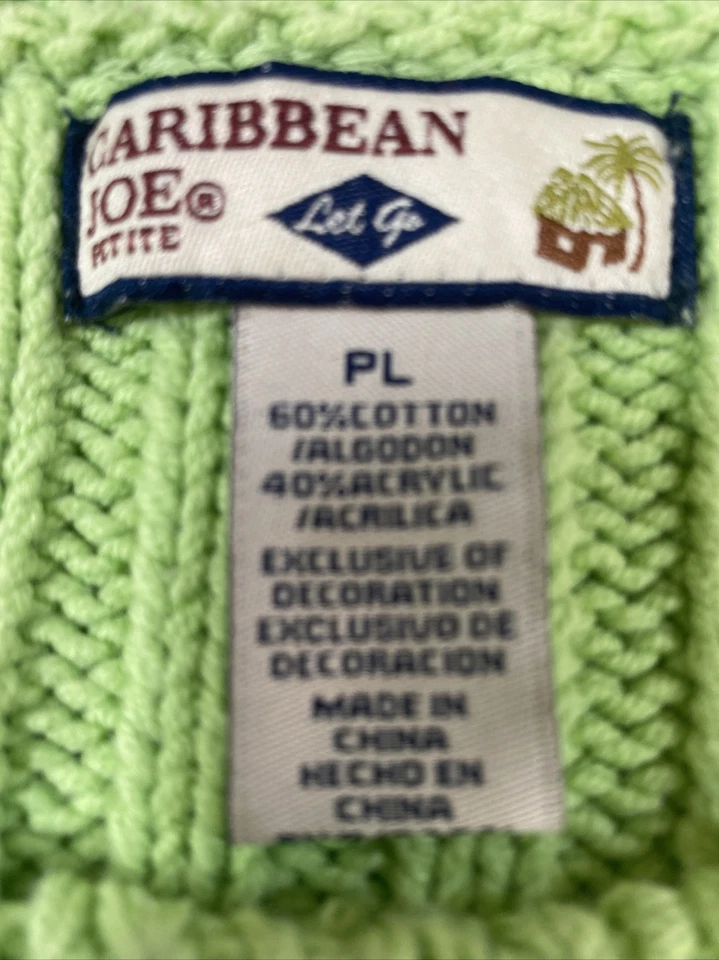 CARIBBEAN
JOE®
PETITE
Let Go
PL
60%COTTON
/ALGODON
40%ACRYLIC
/ACRILICA
EXCLUSIVE OF
DECORATION
EXCLUSIVO DE
DECORACION
MADE IN
CHINA
HECHO EN
CHINA